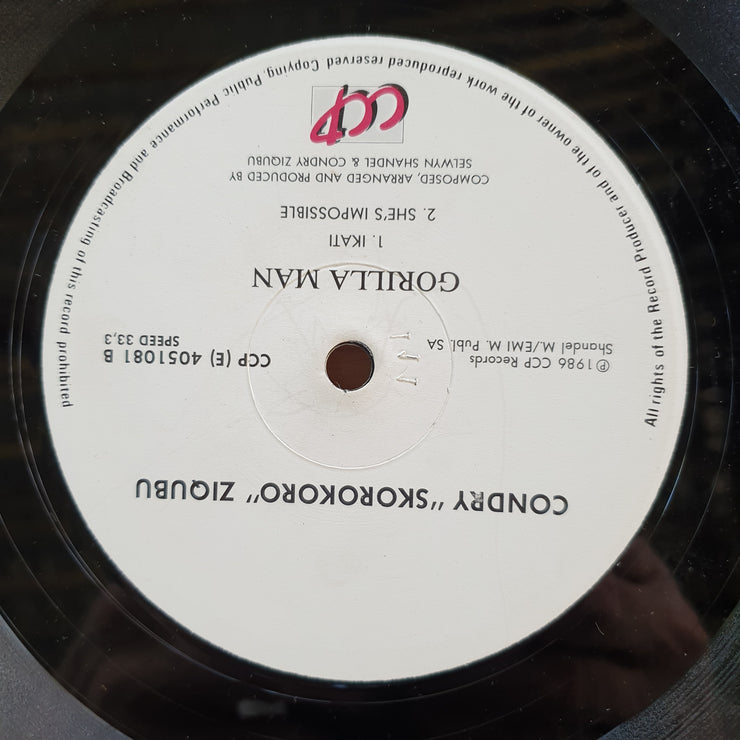 CONDRY "SKOROKORO" ZIQUBU
℗1986 CCP Records
Shandel M./EMI M. Publ. SA
CCP (E) 4051081 B
SPEED 33,3
GORILLA MAN
1. IKATI
2. SHE'S IMPOSSIBLE
COMPOSED, ARRANGED AND PRODUCED BY
SELWYN SHANDEL & CONDRY ZIQUBU
CCP
All rights of the Record Producer and of the owner of the work reproduced reserved Copying, Public Performance and Broadcasting of this record prohibited